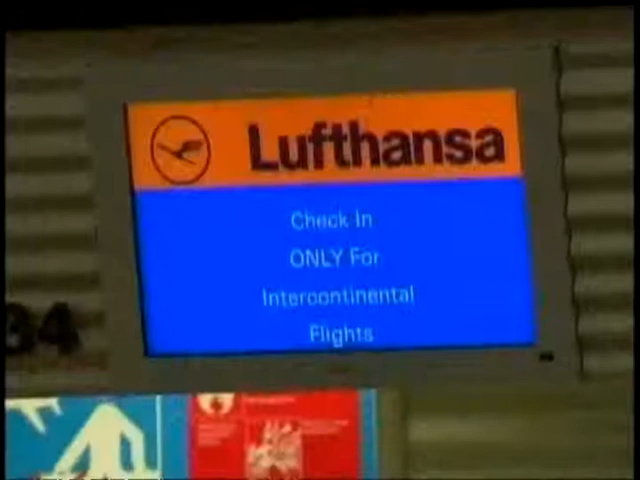 Lufthansa
Check In
ONLY For
Intercontinental
Flights
34